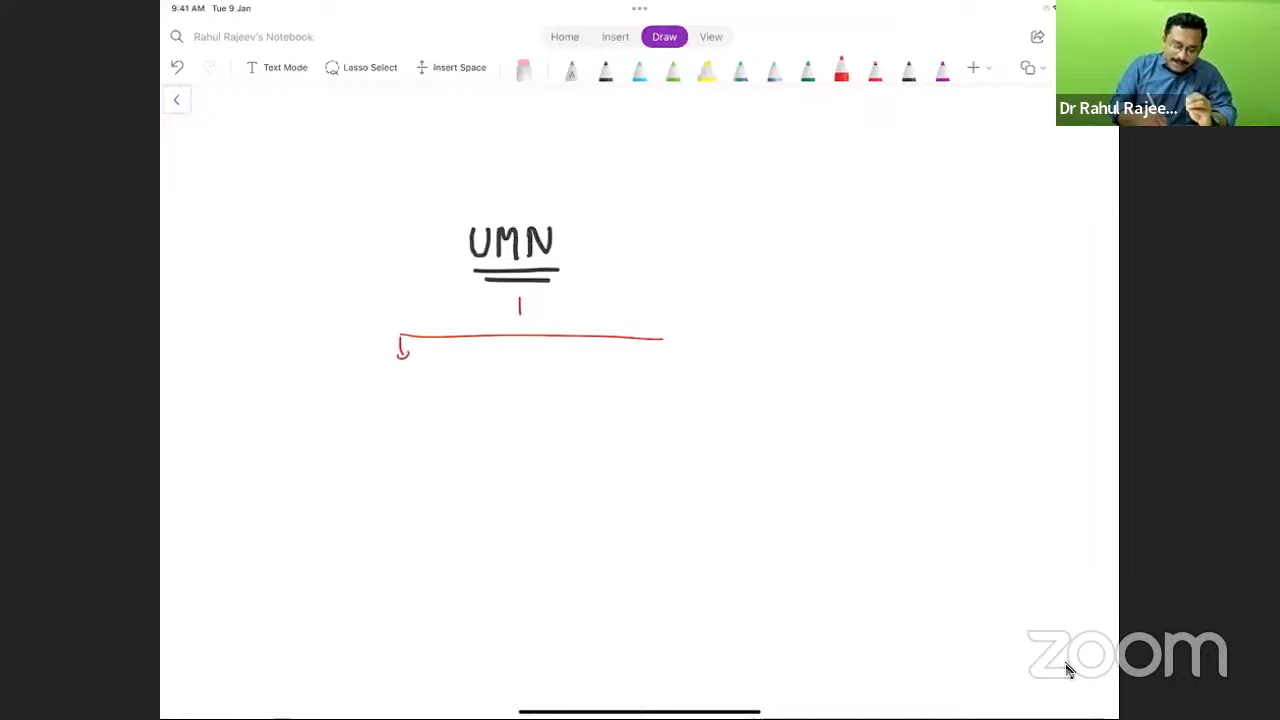 9:41 AM Tue 9 Jan
Rahul Rajeev's Notebook
Home Insert Draw View
Text Mode Lasso Select Insert Space
A
Dr Rahul Rajee...
UMN
zoom